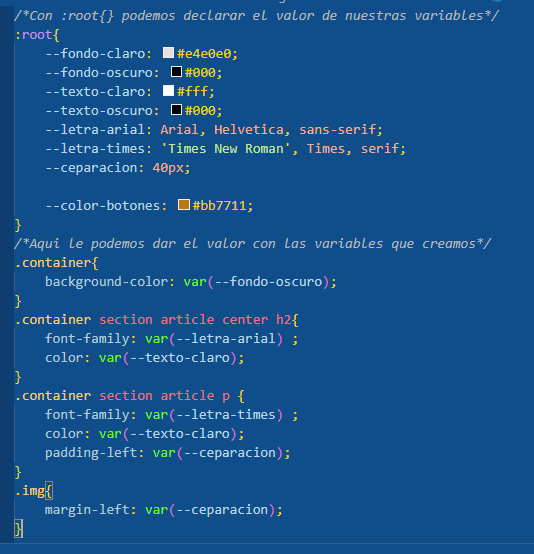 /*Con :root{} podemos declarar el valor de nuestras variables*/
:root{
--fondo-claro: #e4e0e0;
--fondo-oscuro: #000;
--texto-claro: #fff;
--texto-oscuro: #000;
--letra-arial: Arial, Helvetica, sans-serif;
--letra-times: 'Times New Roman', Times, serif;
--ceparacion: 40px;
--color-botones: #bb7711;
}
/*Aqui le podemos dar el valor con las variables que creamos*/
.container{
background-color: var(--fondo-oscuro);
}
.container section article center h2{
font-family: var(--letra-arial) ;
color: var(--texto-claro);
}
.container section article p {
font-family: var(--letra-times) ;
color: var(--texto-claro);
padding-left: var(--ceparacion);
}
.img{
margin-left: var(--ceparacion);
}